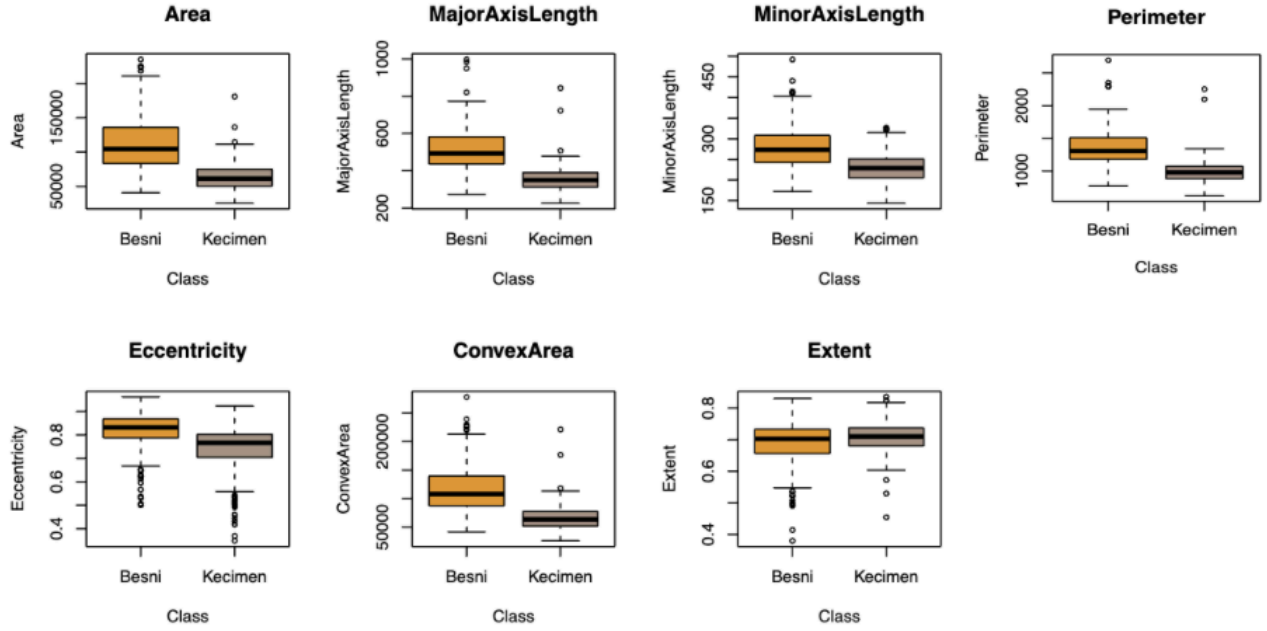 Area
MajorAxisLength
MinorAxisLength
Perimeter
Area
50000
150000
Besni
Kecimen
Class
MajorAxisLength
200
600
1000
Besni
Kecimen
Class
MinorAxisLength
150
300
450
Besni
Kecimen
Class
Perimeter
1000
2000
Besni
Kecimen
Class
Eccentricity
ConvexArea
Extent
Eccentricity
0.4
0.6
0.8
Besni
Kecimen
Class
ConvexArea
50000
200000
Besni
Kecimen
Class
Extent
0.4
0.6
0.8
Besni
Kecimen
Class